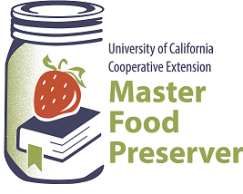 University of California
Cooperative Extension
Master
Food
Preserver